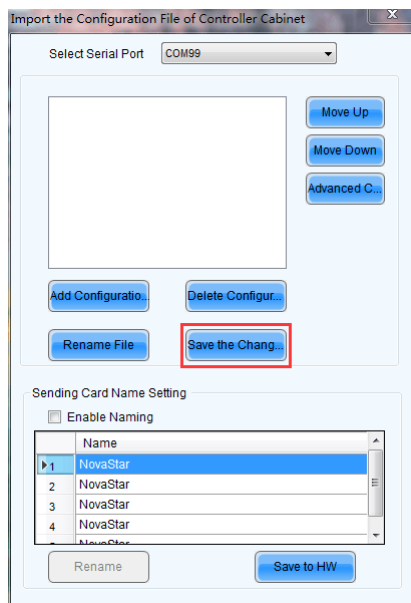 Import the Configuration File of Controller Cabinet
X
Select Serial Port COM99
Move Up
Move Down
Advanced C...
Add Configuratio...
Delete Configur...
Rename File
Save the Chang...
Sending Card Name Setting
Enable Naming
Name
1 NovaStar
2 NovaStar
3 NovaStar
4 NovaStar
NovaStar
Rename
Save to HW